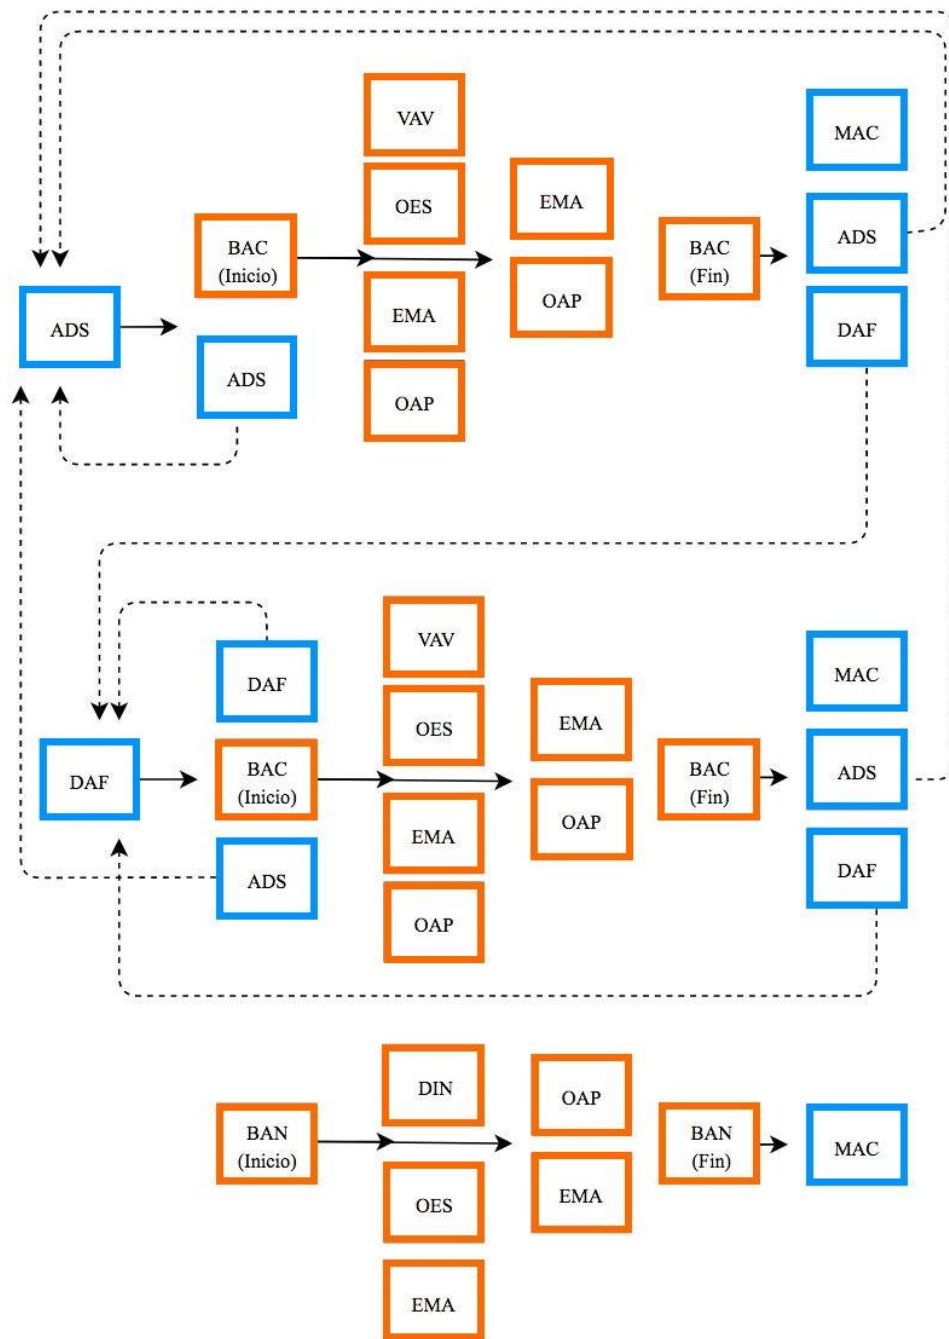 VAV
MAC
OES
EMA
ADS
BAC
(Inicio)
BAC
(Fin)
ADS
EMA
OAP
DAF
ADS
OAP
VAV
DAF
MAC
OES
EMA
DAF
BAC
(Inicio)
BAC
(Fin)
ADS
EMA
OAP
ADS
DAF
OAP
DIN
OAP
BAN
(Inicio)
BAN
(Fin)
MAC
OES
EMA
EMA